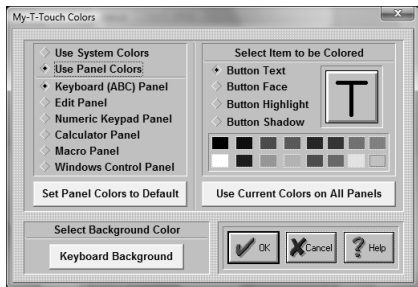 My-T-Touch Colors
Use System Colors
Use Panel Colors
Keyboard (ABC) Panel
Edit Panel
Numeric Keypad Panel
Calculator Panel
Macro Panel
Windows Control Panel
Set Panel Colors to Default
Select Item to be Colored
Button Text
Button Face
Button Highlight
Button Shadow
T
Use Current Colors on All Panels
Select Background Color
Keyboard Background
OK
Cancel
Help